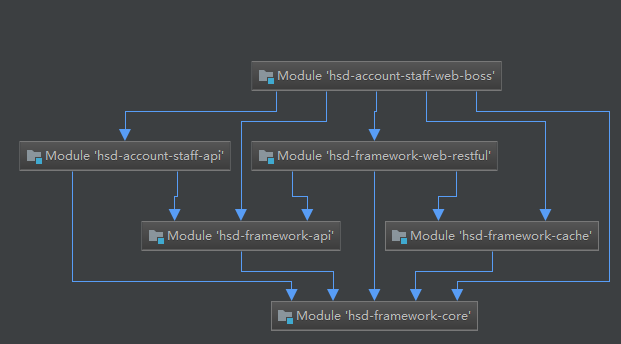 Module 'hsd-account-staff-web-boss'
Module 'hsd-account-staff-api'
Module 'hsd-framework-web-restful'
Module 'hsd-framework-api'
Module 'hsd-framework-cache'
Module 'hsd-framework-core'